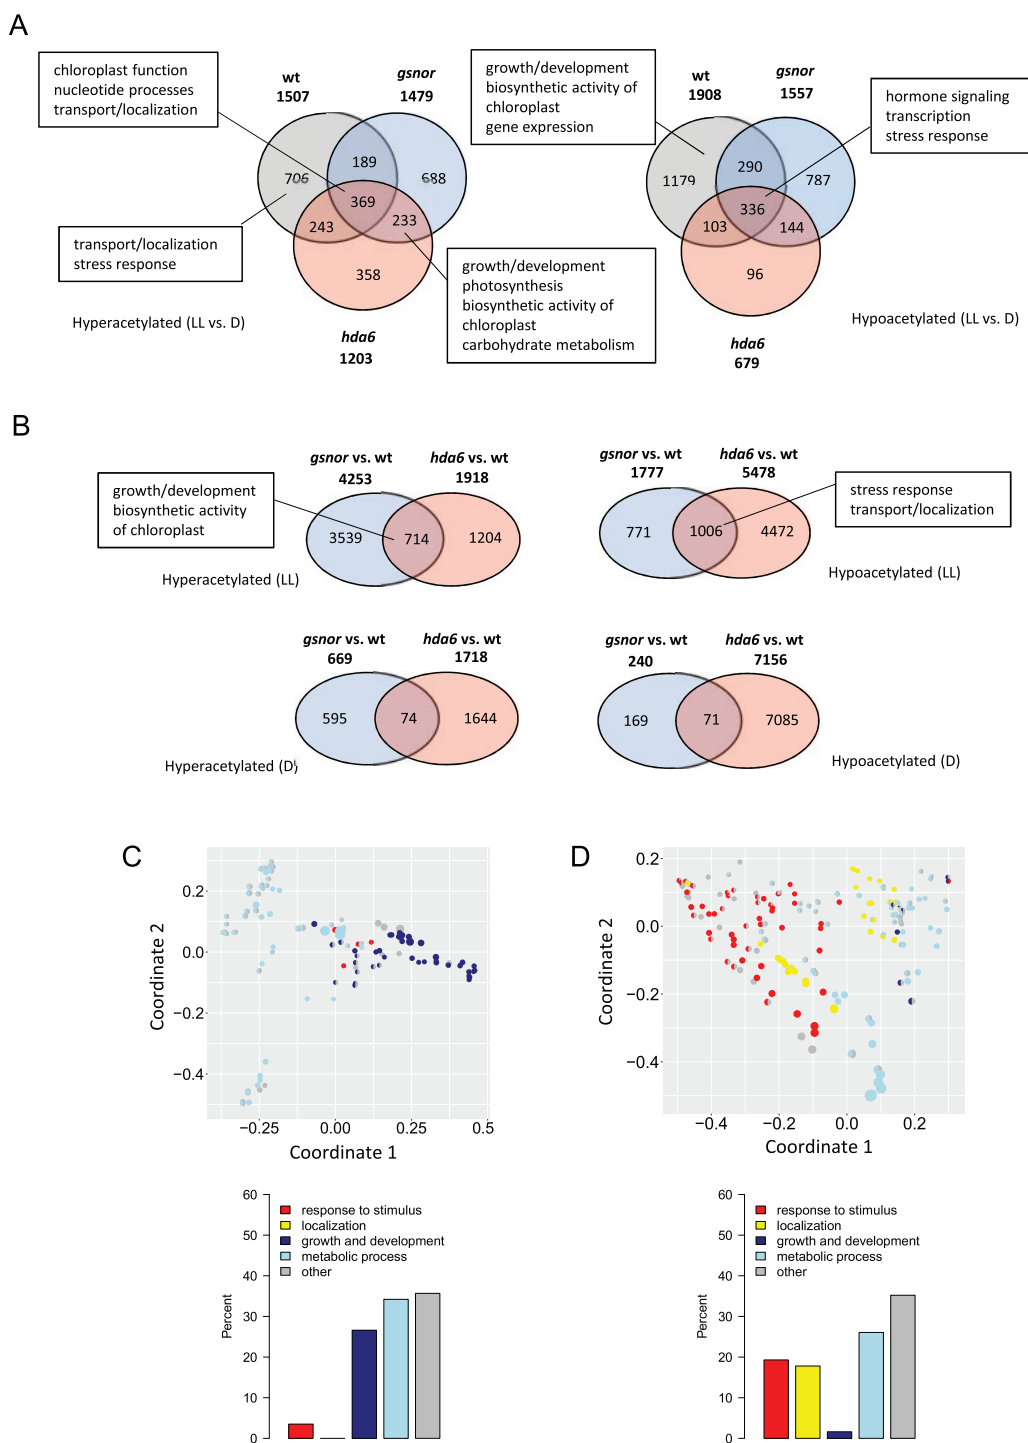 A
chloroplast function
nucleotide processes
transport/localization
wt
1507
gsnor
1479
189
706
688
369
243
233
358
transport/localization
stress response
Hyperacetylated (LL vs. D)
hda6
1203
growth/development
photosynthesis
biosynthetic activity of
chloroplast
carbohydrate metabolism
growth/development
biosynthetic activity of
chloroplast
gene expression
wt
1908
gsnor
1557
hormone signaling
transcription
stress response
290
1179
787
336
103
144
96
Hypoacetylated (LL vs. D)
hda6
679
B
gsnor vs. wt
4253
hda6 vs. wt
1918
growth/development
biosynthetic activity
of chloroplast
3539
714
1204
Hyperacetylated (LL)
gsnor vs. wt
1777
hda6 vs. wt
5478
stress response
transport/localization
771
1006
4472
Hypoacetylated (LL)
gsnor vs. wt
669
hda6 vs. wt
1718
595
74
1644
Hyperacetylated (D)
gsnor vs. wt
240
hda6 vs. wt
7156
169
71
7085
Hypoacetylated (D)
C
Coordinate 2
0.2
0.0
−0.2
−0.4
−0.25
0.00
0.25
0.5
Coordinate 1
D
Coordinate 2
0.2
0.0
−0.2
−0.4
−0.4
−0.2
0.0
0.2
Coordinate 1
Percent
60
50
40
30
20
10
0
response to stimulus
localization
growth and development
metabolic process
other
Percent
60
50
40
30
20
10
0
response to stimulus
localization
growth and development
metabolic process
other